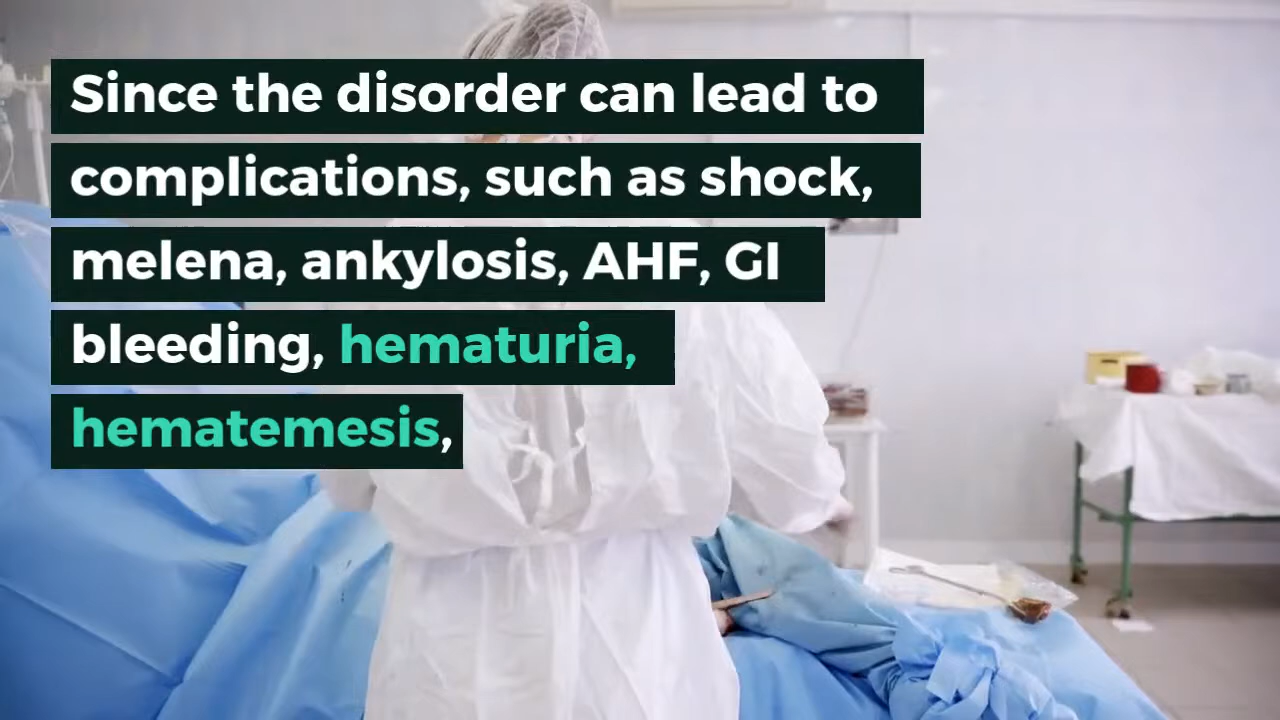 Since the disorder can lead to
complications, such as shock,
melena, ankylosis, AHF, GI
bleeding, hematuria,
hematemesis,